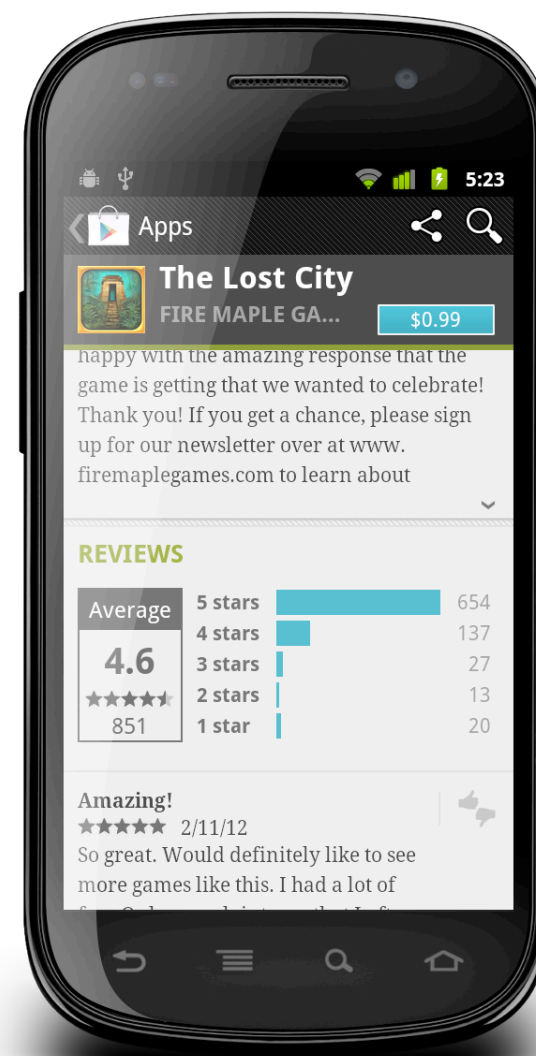 5:23
Apps
The Lost City
FIRE MAPLE GA...
$0.99
happy with the amazing response that the
game is getting that we wanted to celebrate!
Thank you! If you get a chance, please sign
up for our newsletter over at www.
firemaplegames.com to learn about
REVIEWS
Average
4.6
851
5 stars 654
4 stars 137
3 stars 27
2 stars 13
1 star 20
Amazing!
2/11/12
So great. Would definitely like to see
more games like this. I had a lot of